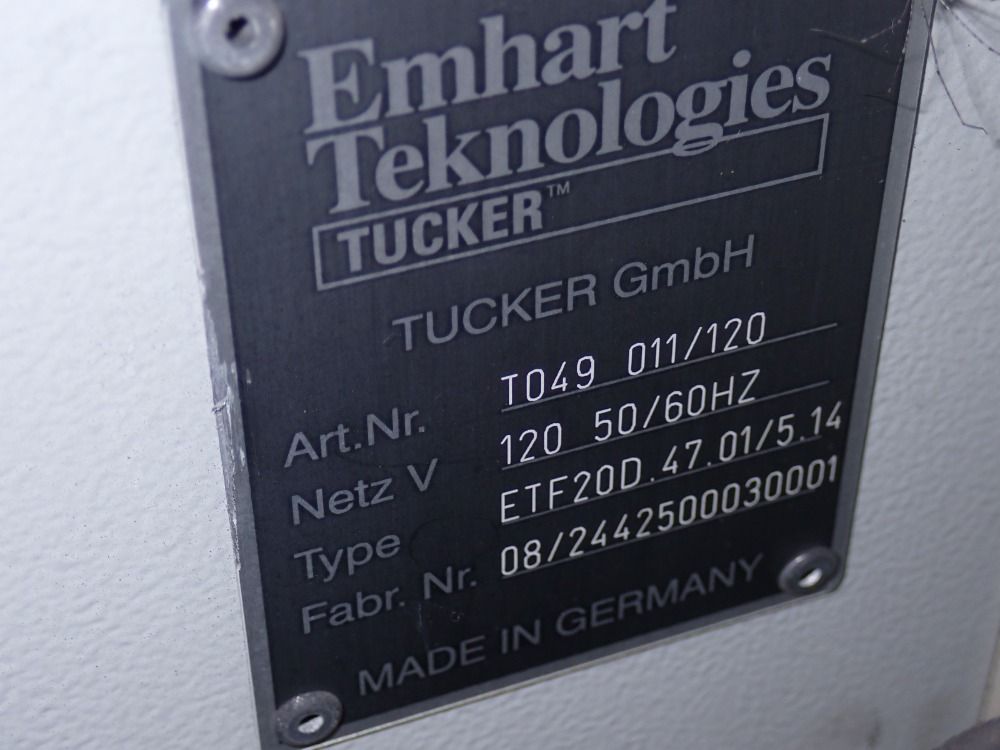 Emhart
Teknologies
TUCKER™
TUCKER GmbH
Art.Nr. T049 011/120
Netz V 120 50/60HZ
Type ETF20D.47.01/5.14
Fabr. Nr. 08/2442500030001
MADE IN GERMANY